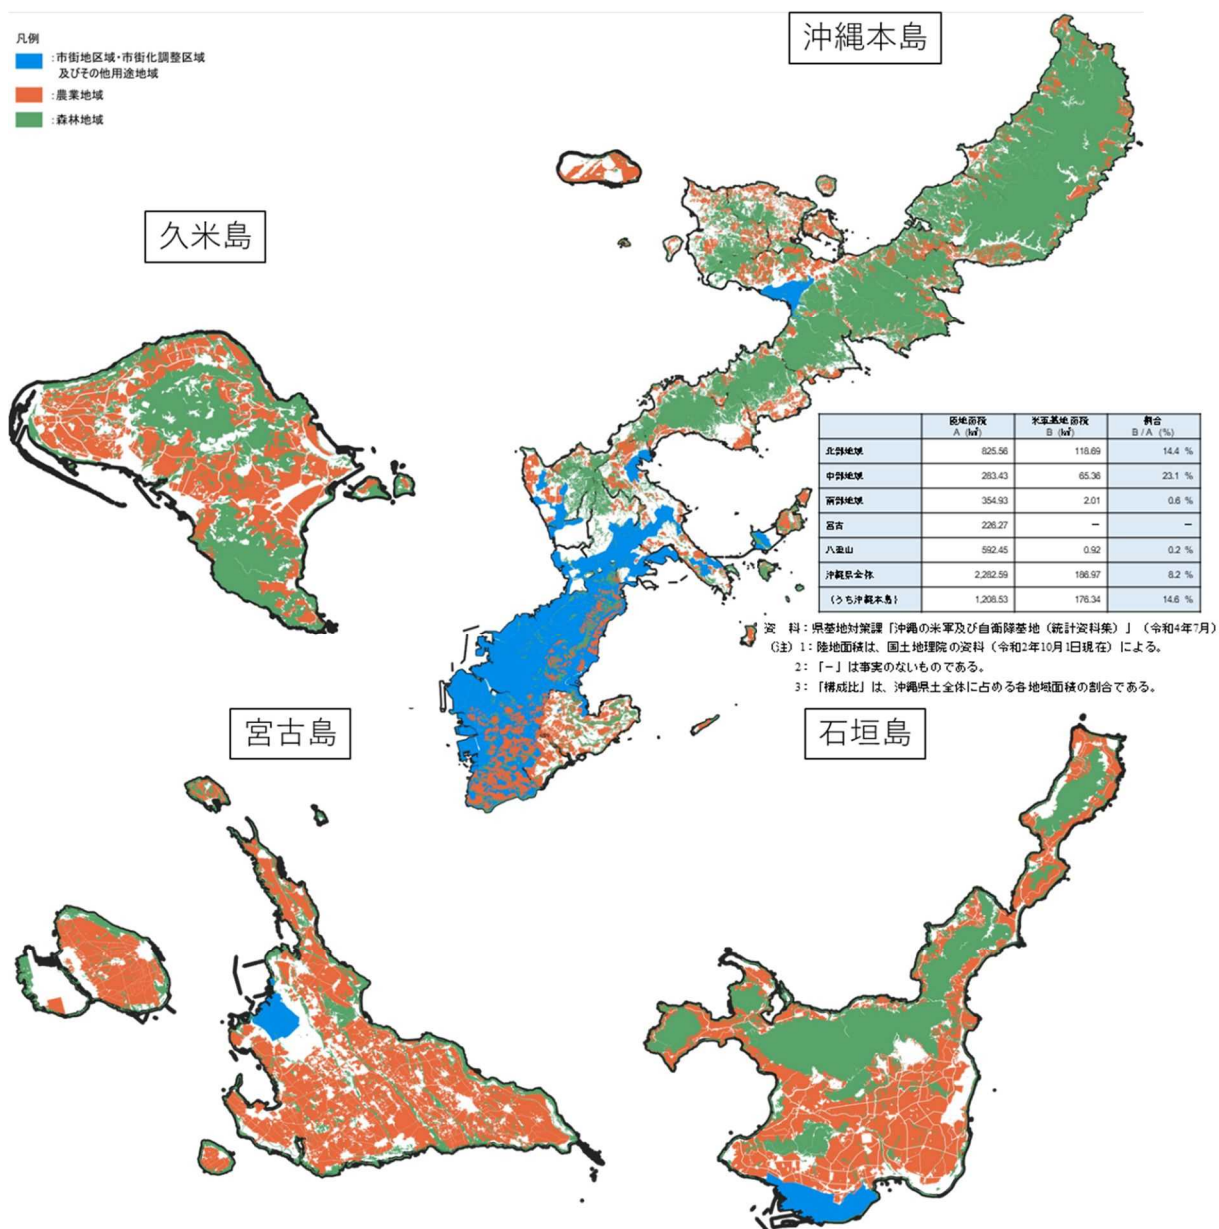 沖縄本島
凡例
:市街地区域・市街化調整区域
及びその他用途地域
:農業地域
:森林地域
久米島
陸地面積 A (㎢) 米軍基地面積 B (㎢) 割合 B/A (%)
北部地域 825.56 118.69 14.4 %
中部地域 283.43 65.36 23.1 %
南部地域 354.93 2.01 0.6 %
宮古 226.27 － －
八重山 592.45 0.92 0.2 %
沖縄県全体 2,282.59 186.97 8.2 %
(うち沖縄本島) 1,208.53 176.34 14.6 %
資 料：県基地対策課「沖縄の米軍及び自衛隊基地（統計資料集）」（令和4年7月）
（注）1：陸地面積は、国土地理院の資料（令和2年10月1日現在）による。
2：「－」は事実のないものである。
3：「構成比」は、沖縄県土全体に占める各地域面積の割合である。
宮古島
石垣島